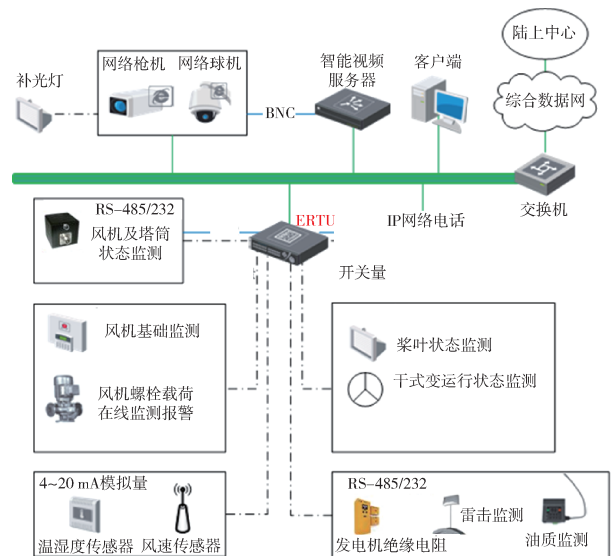 陆上中心
网络枪机 网络球机
智能视频
服务器
客户端
补光灯
综合数据网
BNC
交换机
RS-485/232
ERTU
IP网络电话
风机及塔筒
状态监测
开关量
风机基础监测
桨叶状态监测
风机螺栓载荷
在线监测报警
干式变运行状态监测
4~20 mA模拟量
RS-485/232
雷击监测
温湿度传感器 风速传感器
发电机绝缘电阻
油质监测